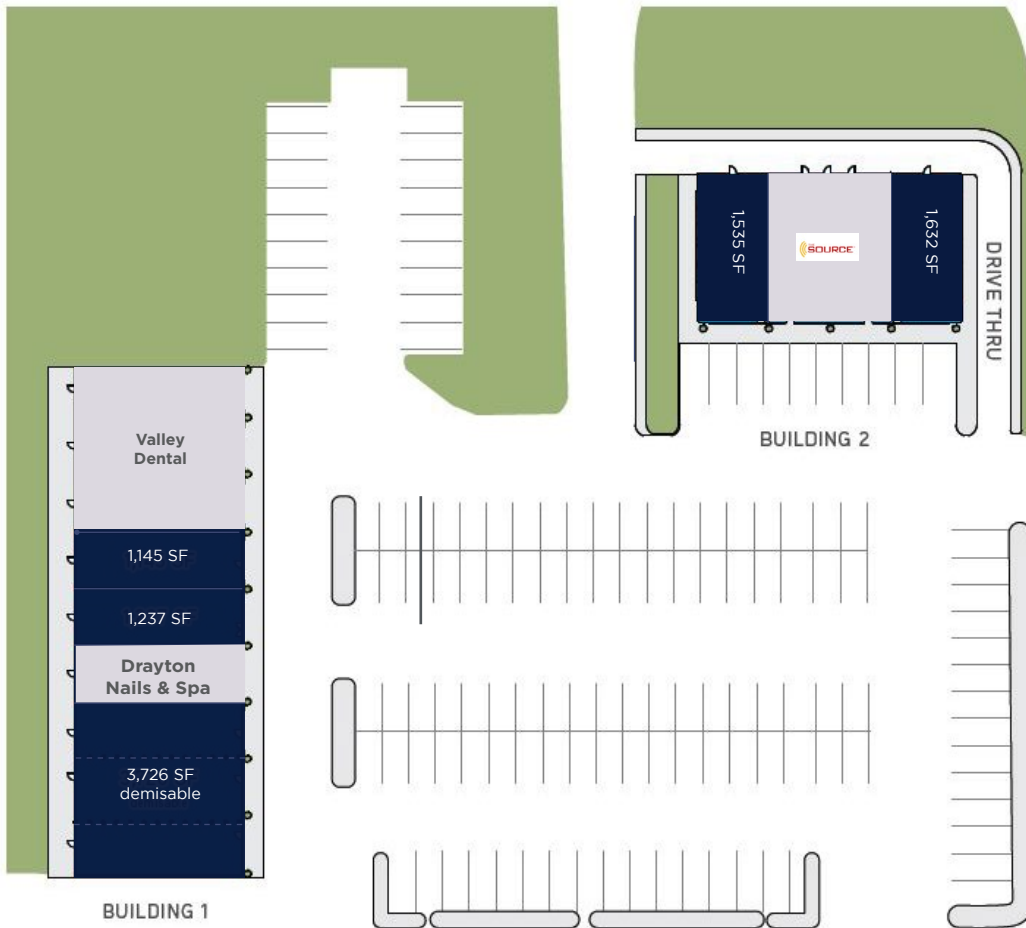 1,535 SF
THE SOURCE
1,632 SF
DRIVE THRU
BUILDING 2
Valley
Dental
1,145 SF
1,237 SF
Drayton
Nails & Spa
3,726 SF
demisable
BUILDING 1